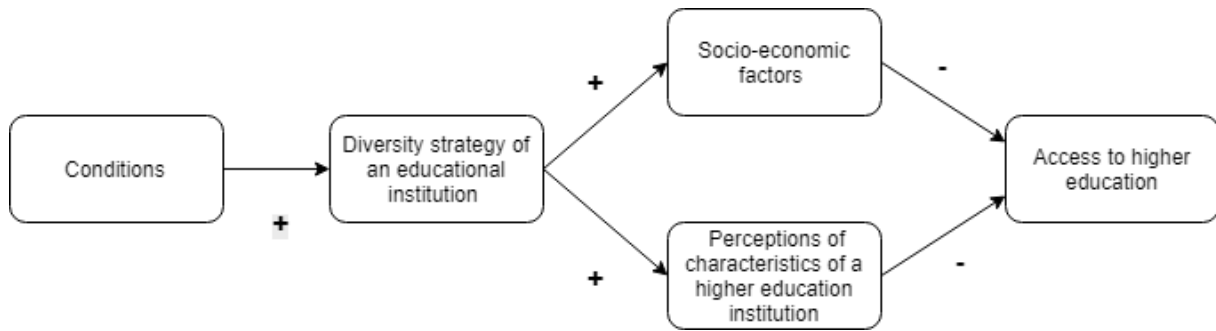 Conditions
+
Diversity strategy of
an educational
institution
+
Socio-economic
factors
-
+
Perceptions of
characteristics of a
higher education
institution
-
Access to higher
education